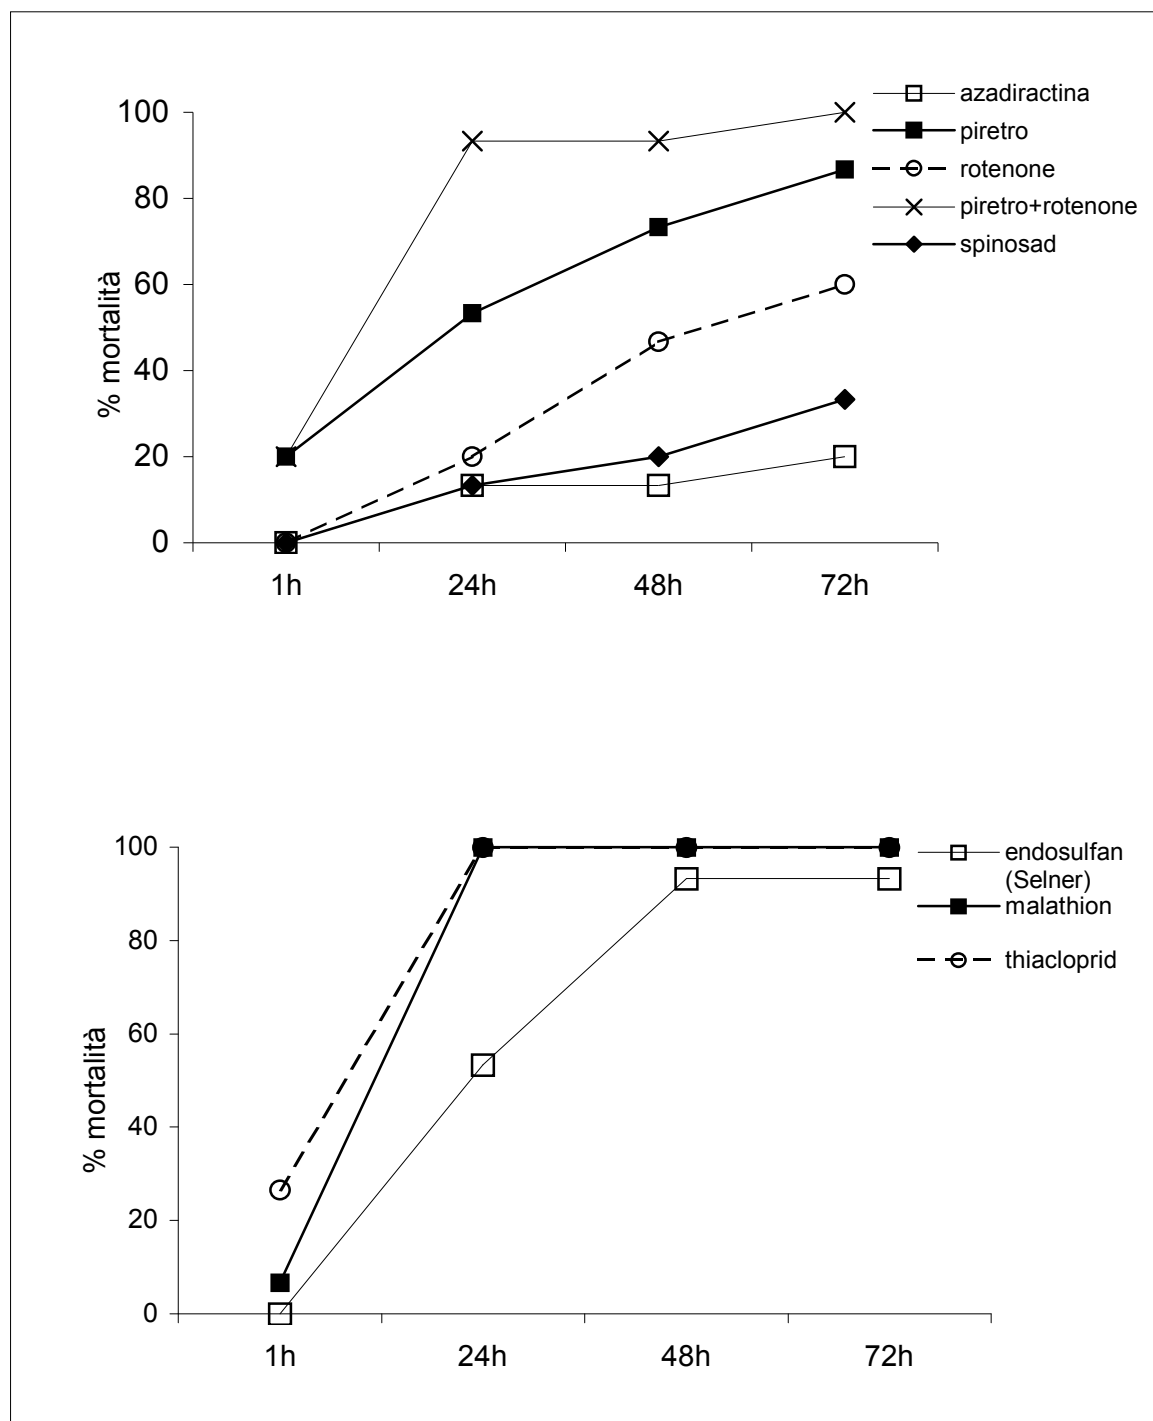 azadiractina
piretro
rotenone
piretro+rotenone
spinosad
% mortalità
100
80
60
40
20
0
1h 24h 48h 72h
endosulfan
(Selner)
malathion
thiacloprid
% mortalità
100
80
60
40
20
0
1h 24h 48h 72h